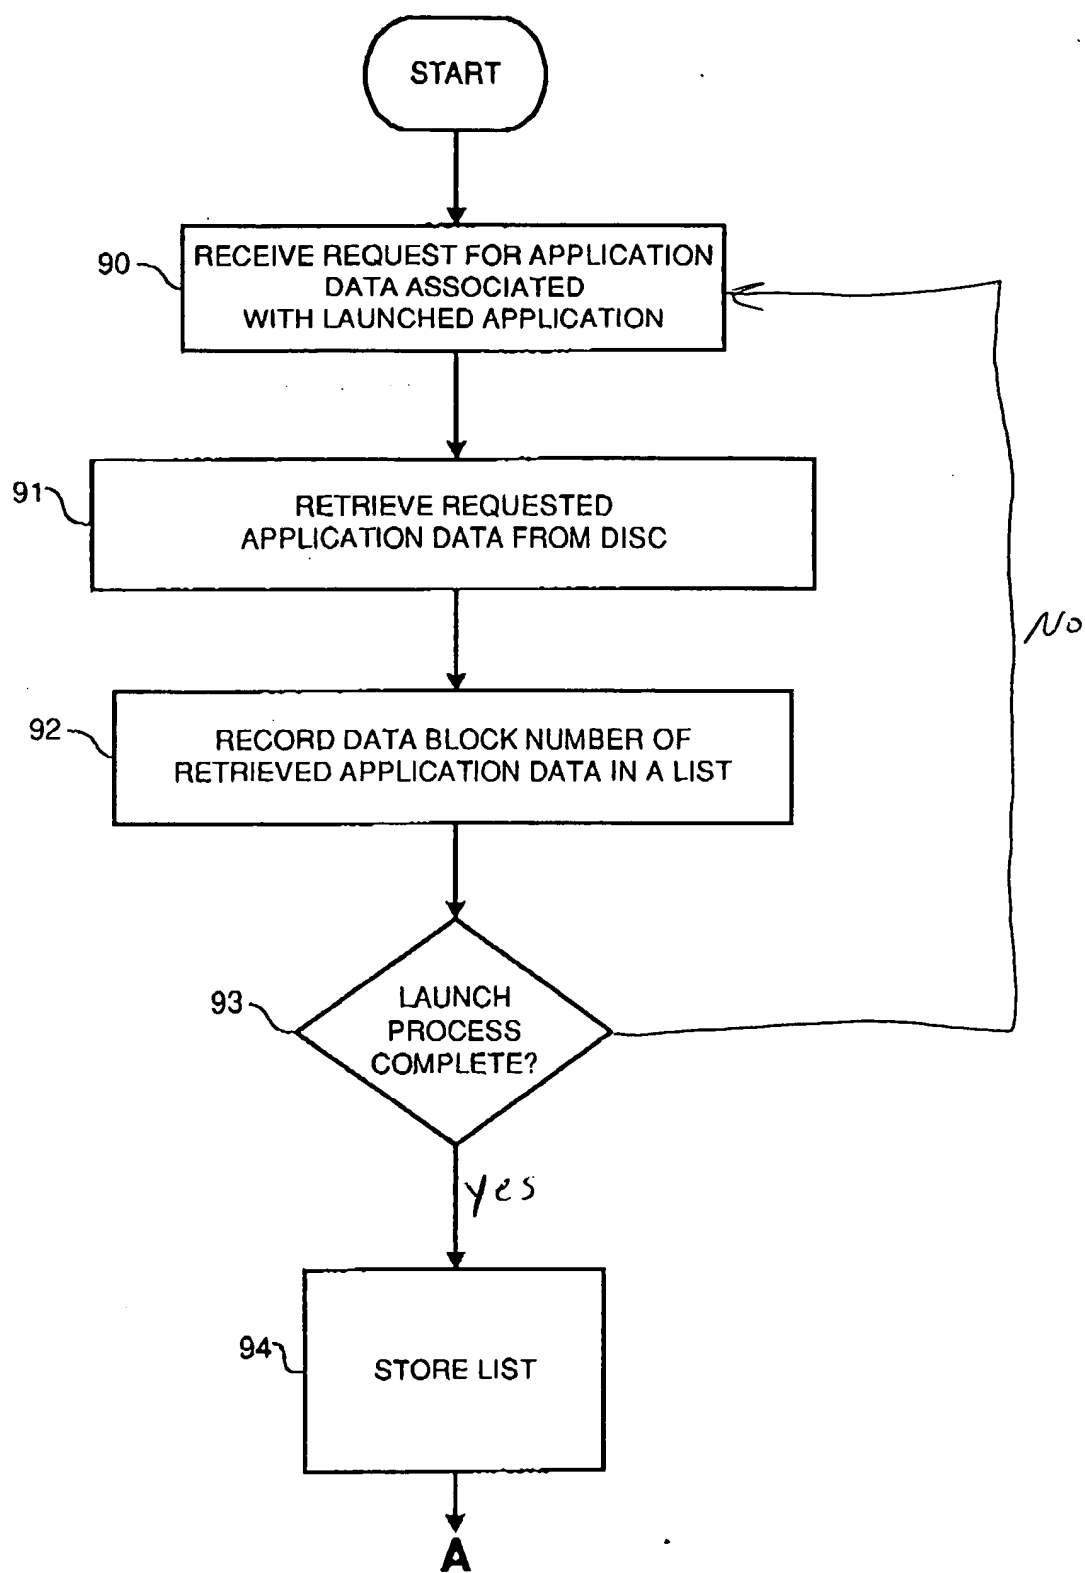 START
90
RECEIVE REQUEST FOR APPLICATION
DATA ASSOCIATED
WITH LAUNCHED APPLICATION
91
RETRIEVE REQUESTED
APPLICATION DATA FROM DISC
No
92
RECORD DATA BLOCK NUMBER OF
RETRIEVED APPLICATION DATA IN A LIST
93
LAUNCH
PROCESS
COMPLETE?
yes
94
STORE LIST
A